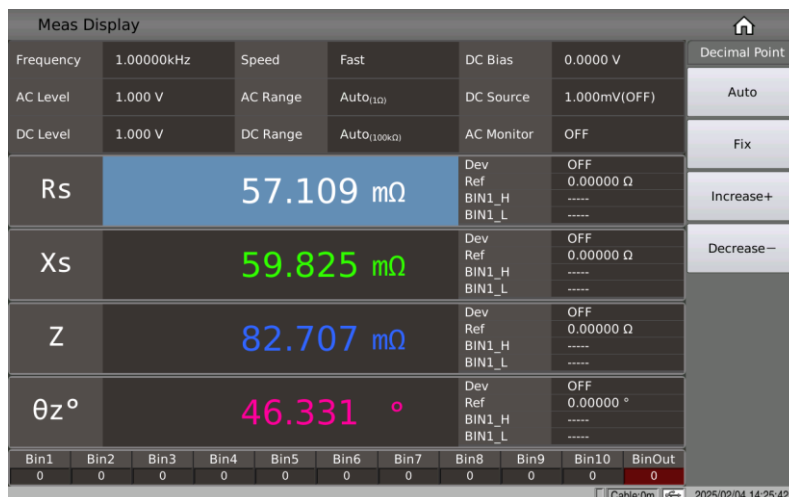 Meas Display
Decimal Point
Frequency 1.00000kHz Speed Fast DC Bias 0.0000 V
AC Level 1.000 V AC Range Auto(1Ω) DC Source 1.000mV(OFF)
DC Level 1.000 V DC Range Auto(100kΩ) AC Monitor OFF
Auto
Fix
Increase+
Decrease−
Rs 57.109 mΩ
Dev OFF
Ref 0.00000 Ω
BIN1_H -----
BIN1_L -----
Xs 59.825 mΩ
Dev OFF
Ref 0.00000 Ω
BIN1_H -----
BIN1_L -----
Z 82.707 mΩ
Dev OFF
Ref 0.00000 Ω
BIN1_H -----
BIN1_L -----
θz° 46.331 °
Dev OFF
Ref 0.00000 °
BIN1_H -----
BIN1_L -----
Bin1 Bin2 Bin3 Bin4 Bin5 Bin6 Bin7 Bin8 Bin9 Bin10 BinOut
0 0 0 0 0 0 0 0 0 0 0
Cable:0m 2025/02/04 14:25:42